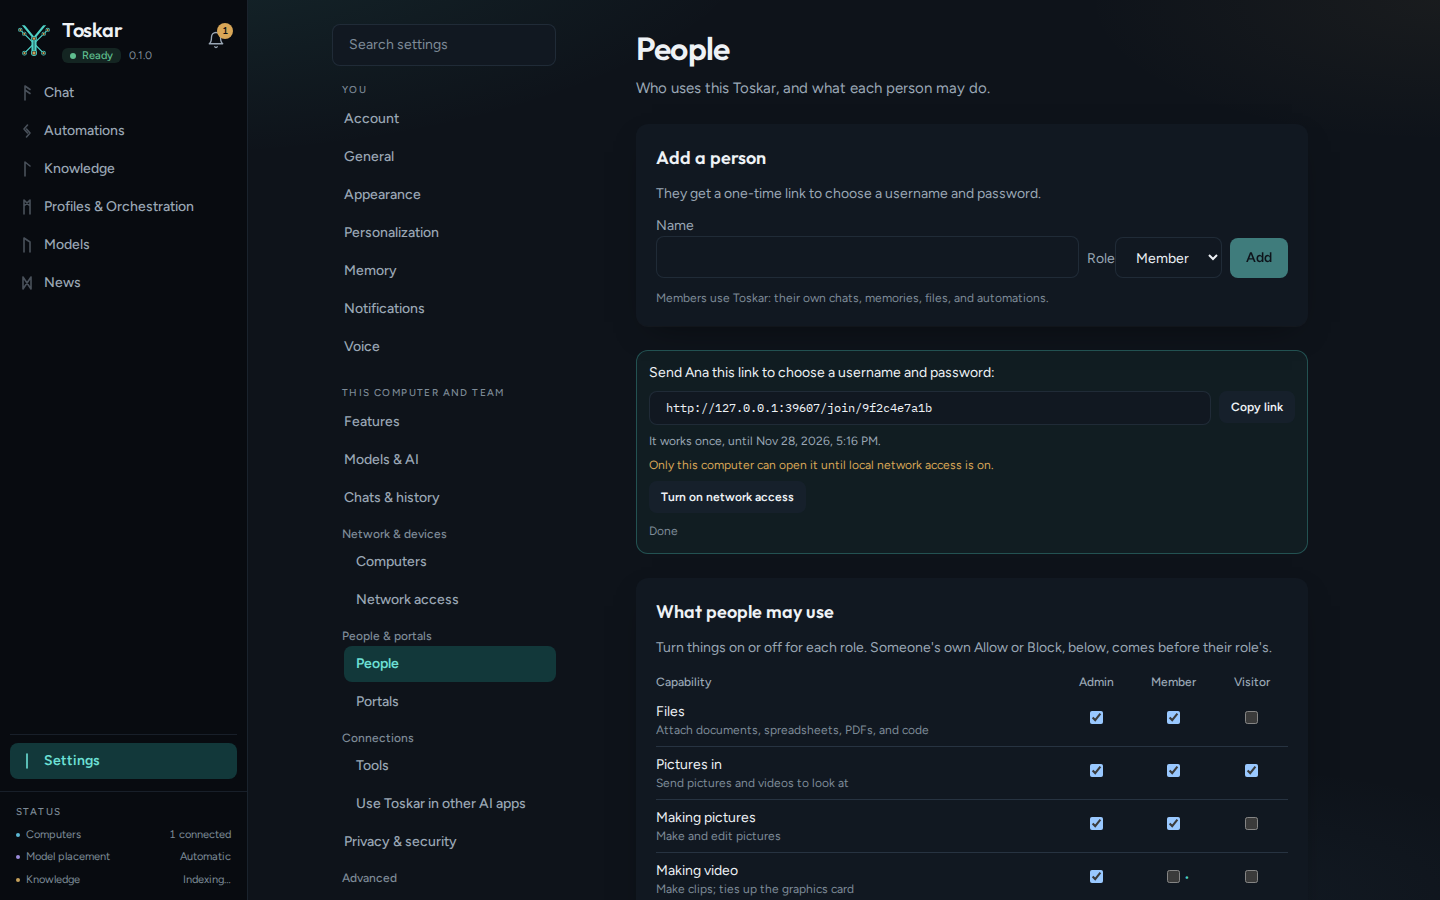 Toskar
Ready 0.1.0
1
Chat
Automations
Knowledge
Profiles & Orchestration
Models
News
Settings
STATUS
Computers 1 connected
Model placement Automatic
Knowledge Indexing...
Search settings
YOU
Account
General
Appearance
Personalization
Memory
Notifications
Voice
THIS COMPUTER AND TEAM
Features
Models & AI
Chats & history
Network & devices
Computers
Network access
People & portals
People
Portals
Connections
Tools
Use Toskar in other AI apps
Privacy & security
Advanced
People
Who uses this Toskar, and what each person may do.
Add a person
They get a one-time link to choose a username and password.
Name
Role Member Add
Members use Toskar: their own chats, memories, files, and automations.
Send Ana this link to choose a username and password:
http://127.0.0.1:39607/join/9f2c4e7a1b Copy link
It works once, until Nov 28, 2026, 5:16 PM.
Only this computer can open it until local network access is on.
Turn on network access
Done
What people may use
Turn things on or off for each role. Someone's own Allow or Block, below, comes before their role's.
Capability Admin Member Visitor
Files
Attach documents, spreadsheets, PDFs, and code
Pictures in
Send pictures and videos to look at
Making pictures
Make and edit pictures
Making video
Make clips; ties up the graphics card